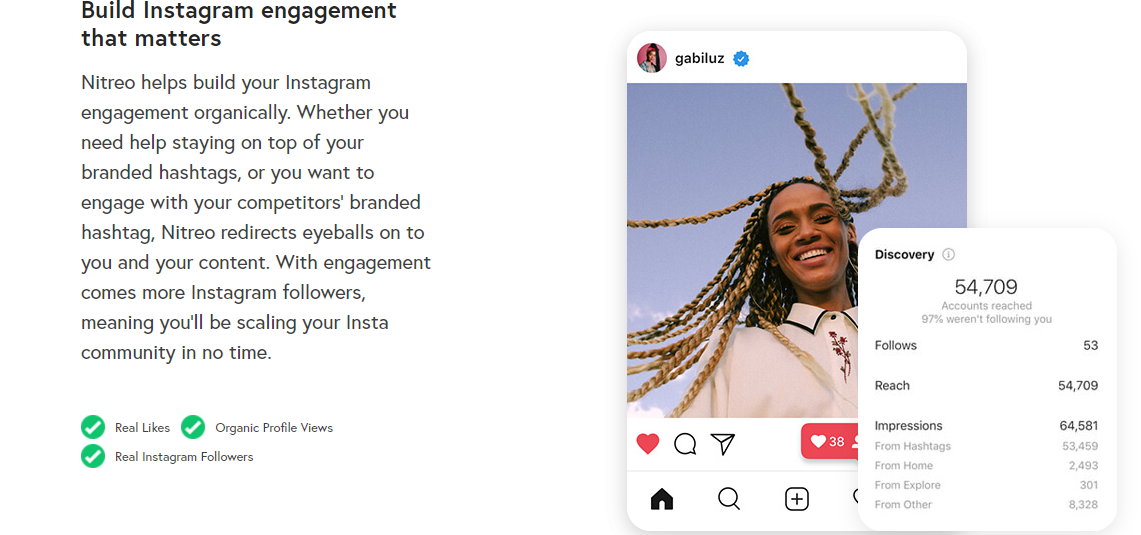 Build Instagram engagement
that matters
Nitreo helps build your Instagram
engagement organically. Whether you
need help staying on top of your
branded hashtags, or you want to
engage with your competitors' branded
hashtag, Nitreo redirects eyeballs on to
you and your content. With engagement
comes more Instagram followers,
meaning you'll be scaling your Insta
community in no time.
Real Likes Organic Profile Views
Real Instagram Followers
gabiluz
38
Discovery
54,709
Accounts reached
97% weren't following you
Follows 53
Reach 54,709
Impressions 64,581
From Hashtags 53,459
From Home 2,493
From Explore 301
From Other 8,328